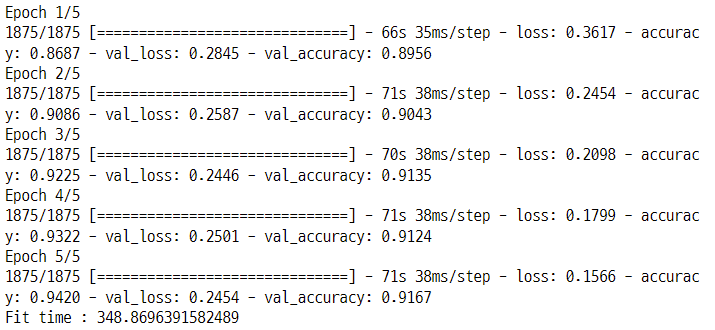 Epoch 1/5
1875/1875 [==============================] - 66s 35ms/step - loss: 0.3617 - accurac
y: 0.8687 - val_loss: 0.2845 - val_accuracy: 0.8956
Epoch 2/5
1875/1875 [==============================] - 71s 38ms/step - loss: 0.2454 - accurac
y: 0.9086 - val_loss: 0.2587 - val_accuracy: 0.9043
Epoch 3/5
1875/1875 [==============================] - 70s 38ms/step - loss: 0.2098 - accurac
y: 0.9225 - val_loss: 0.2446 - val_accuracy: 0.9135
Epoch 4/5
1875/1875 [==============================] - 71s 38ms/step - loss: 0.1799 - accurac
y: 0.9322 - val_loss: 0.2501 - val_accuracy: 0.9124
Epoch 5/5
1875/1875 [==============================] - 71s 38ms/step - loss: 0.1566 - accurac
y: 0.9420 - val_loss: 0.2454 - val_accuracy: 0.9167
Fit time : 348.8696391582489